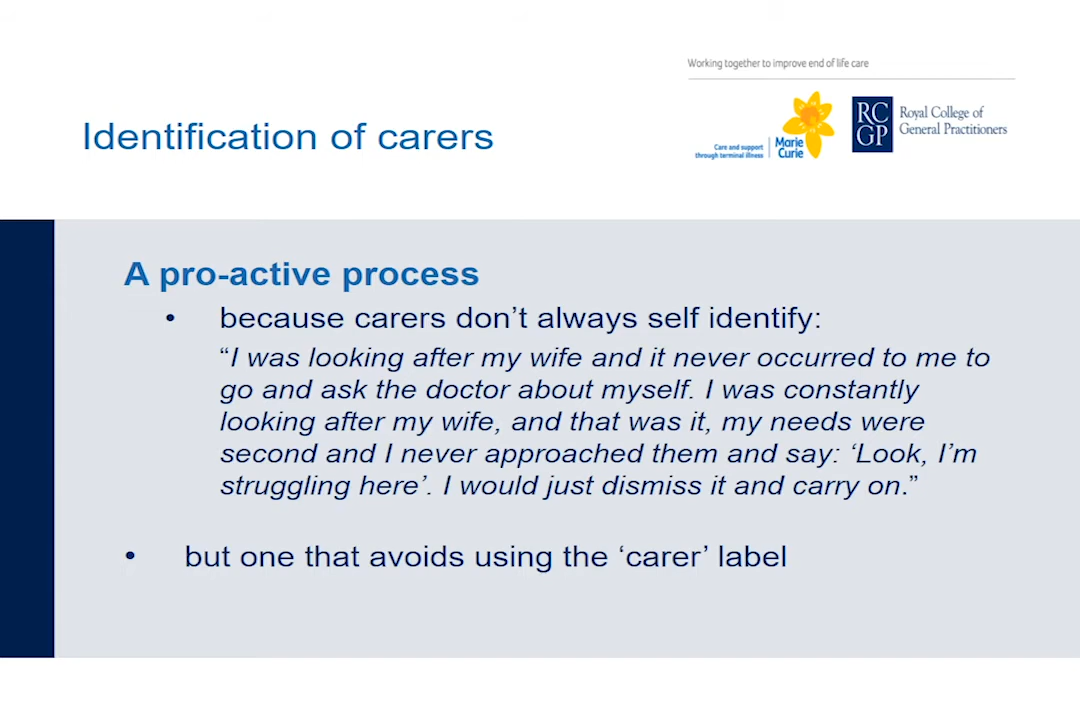 Working together to improve end of life care
Identification of carers
Care and support
through terminal illness
Marie
Curie
RC
GP
Royal College of
General Practitioners
A pro-active process
• because carers don’t always self identify:
“I was looking after my wife and it never occurred to me to
go and ask the doctor about myself. I was constantly
looking after my wife, and that was it, my needs were
second and I never approached them and say: ‘Look, I’m
struggling here’. I would just dismiss it and carry on.”
• but one that avoids using the ‘carer’ label